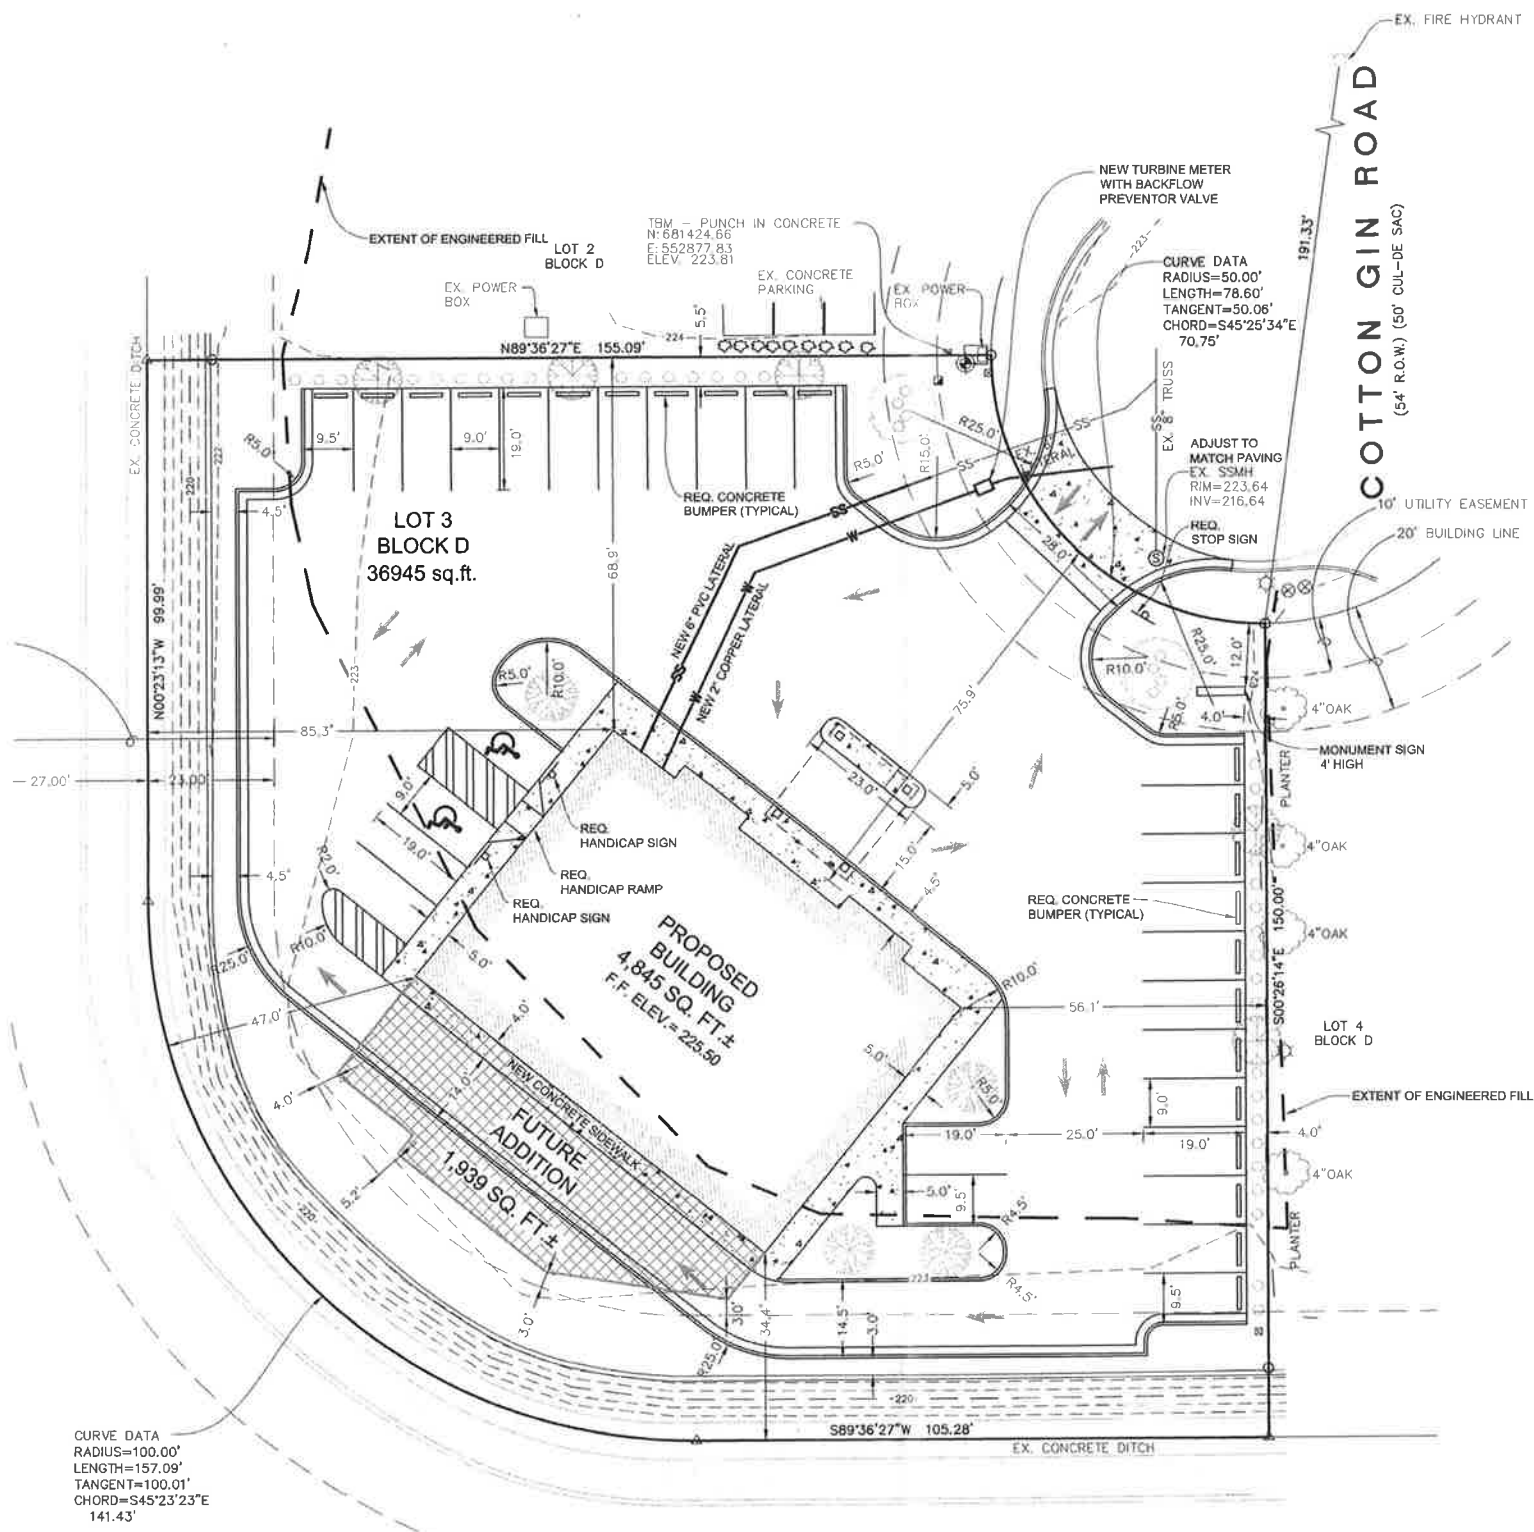 EX. FIRE HYDRANT
COTTON GIN ROAD
(54' R.O.W.) (50' CUL-DE SAC)
191.33'
NEW TURBINE METER
WITH BACKFLOW
PREVENTOR VALVE
-223-
CURVE DATA
RADIUS=50.00'
LENGTH=78.60'
TANGENT=50.06'
CHORD=S45°25'34"E
70.75'
EXTENT OF ENGINEERED FILL
LOT 2
BLOCK D
TBM - PUNCH IN CONCRETE
N: 681424.66
E: 552877.83
ELEV. 223.81
EX. POWER
BOX
EX. CONCRETE
PARKING
EX. POWER
BOX
5.5'
-224-
N89°36'27"E 155.09'
EX. CONCRETE DITCH
SS
EX. 8" TRUSS
ADJUST TO
MATCH PAVING
EX. SSMH
RIM=223.64
INV=216.64
REQ.
STOP SIGN
10' UTILITY EASEMENT
20' BUILDING LINE
R5.0'
9.5'
9.0'
19.0'
R5.0'
R15.0'
R25.0'
SS
SS
REQ. CONCRETE
BUMPER (TYPICAL)
222
220
4.5'
LOT 3
BLOCK D
36945 sq.ft.
68.9'
SS
W
NEW 6" PVC LATERAL
SS
W
NEW 2" COPPER LATERAL
W
28.0'
N00°23'13"W 99.99'
-223-
R5.0'
R10.0'
R10.0'
R25.0'
12.0'
R5.0'
4.0'
4"OAK
MONUMENT SIGN
4' HIGH
PLANTER
85.3'
27.00'
23.00
75.9'
23.0'
5.0'
15.0'
4.5'
9.0'
19.0'
REQ.
HANDICAP SIGN
REQ.
HANDICAP RAMP
REQ.
HANDICAP SIGN
R2.0'
4.5'
R10.0'
R25.0'
5.0'
4"OAK
REQ. CONCRETE
BUMPER (TYPICAL)
4"OAK
S00°26'14"E 150.00'
PROPOSED
BUILDING
4,845 SQ. FT.±
F.F. ELEV.= 225.50
R10.0'
56.1'
47.0'
4.0'
LOT 4
BLOCK D
5.0'
R5.0'
NEW CONCRETE SIDEWALK
14.0'
4.0'
FUTURE
ADDITION
1,939 SQ. FT.±
EXTENT OF ENGINEERED FILL
9.0'
19.0'
25.0'
19.0'
4.0'
5.2'
5.0'
9.5'
R4.5'
4"OAK
PLANTER
-220-
223
R4.5'
9.5'
3.0'
3.0'
34.4'
14.5'
3.0'
R25.0'
-220-
S89°36'27"W 105.28'
EX. CONCRETE DITCH
CURVE DATA
RADIUS=100.00'
LENGTH=157.09'
TANGENT=100.01'
CHORD=S45°23'23"E
141.43'